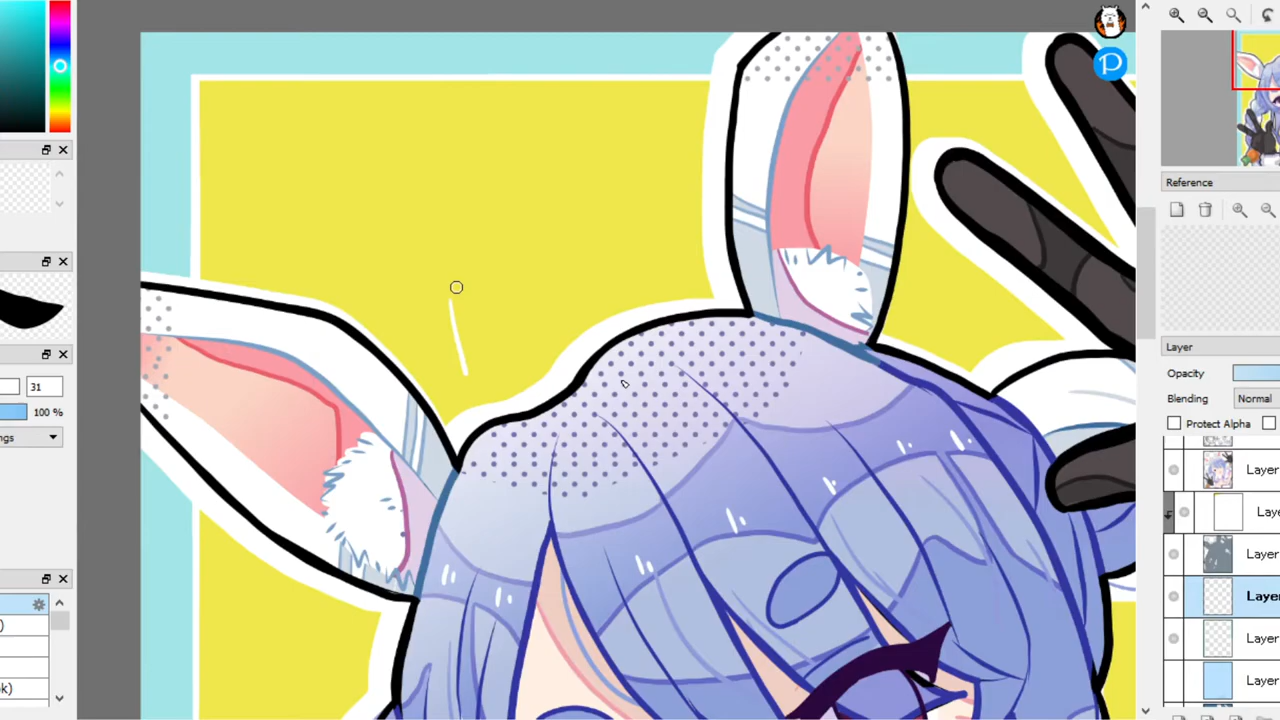 P
Reference
31
100 %
ngs
Layer
Opacity
Blending Normal
Protect Alpha
Layer
Laye
Layer
Layer
Layer
)
Layer
k)